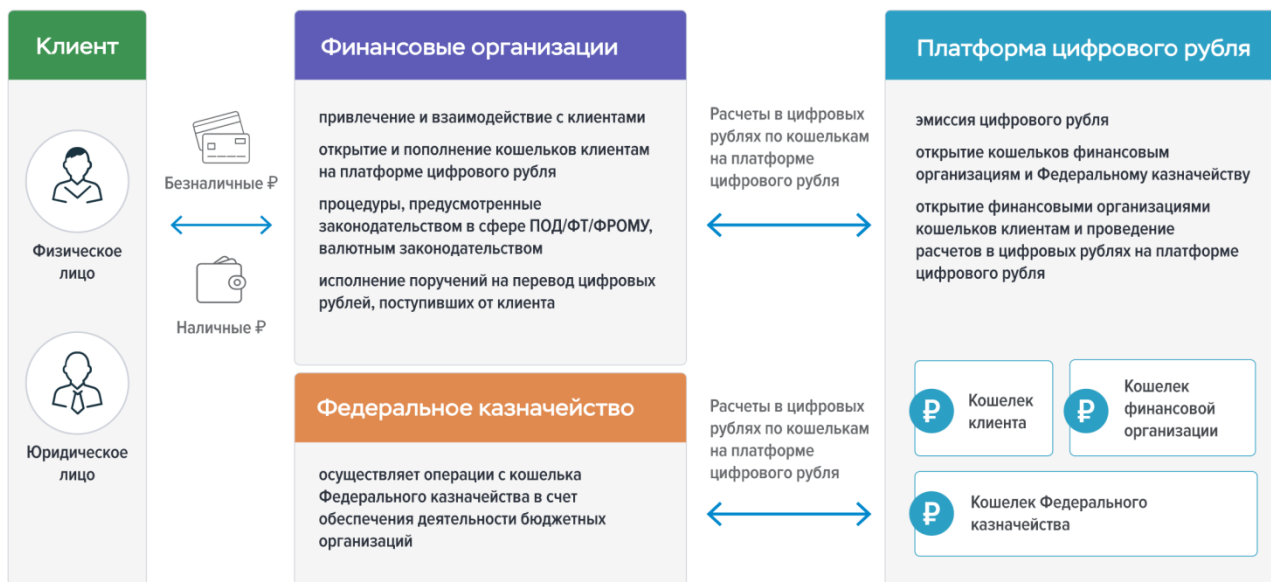 Клиент
Физическое
лицо
Юридическое
лицо
Безналичные ₽
Наличные ₽
Финансовые организации
привлечение и взаимодействие с клиентами
открытие и пополнение кошельков клиентам
на платформе цифрового рубля
процедуры, предусмотренные
законодательством в сфере ПОД/ФТ/ФРОМУ,
валютным законодательством
исполнение поручений на перевод цифровых
рублей, поступивших от клиента
Федеральное казначейство
осуществляет операции с кошелька
Федерального казначейства в счет
обеспечения деятельности бюджетных
организаций
Расчеты в цифровых
рублях по кошелькам
на платформе
цифрового рубля
Расчеты в цифровых
рублях по кошелькам
на платформе
цифрового рубля
Платформа цифрового рубля
эмиссия цифрового рубля
открытие кошельков финансовым
организациям и Федеральному казначейству
открытие финансовыми организациями
кошельков клиентам и проведение
расчетов в цифровых рублях на платформе
цифрового рубля
₽
Кошелек
клиента
₽
Кошелек
финансовой
организации
₽
Кошелек Федерального
казначейства